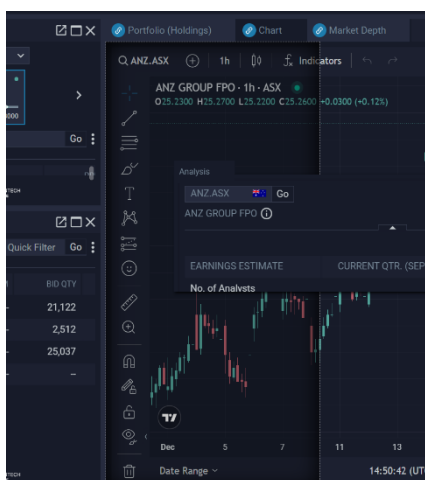 Portfolio (Holdings)
Chart
Market Depth
ANZ.ASX
1h
Indicators
ANZ GROUP FPO · 1h · ASX
O25.2300 H25.2700 L25.2200 C25.2600 +0.0300 (+0.12%)
Go
Analysis
ANZ.ASX
Go
ANZ GROUP FPO
Quick Filter
Go
EARNINGS ESTIMATE
CURRENT QTR. (SEP
No. of Analysts
BID QTY
21,122
2,512
25,037
–
Dec
5
7
11
13
Date Range
14:50:42 (UT